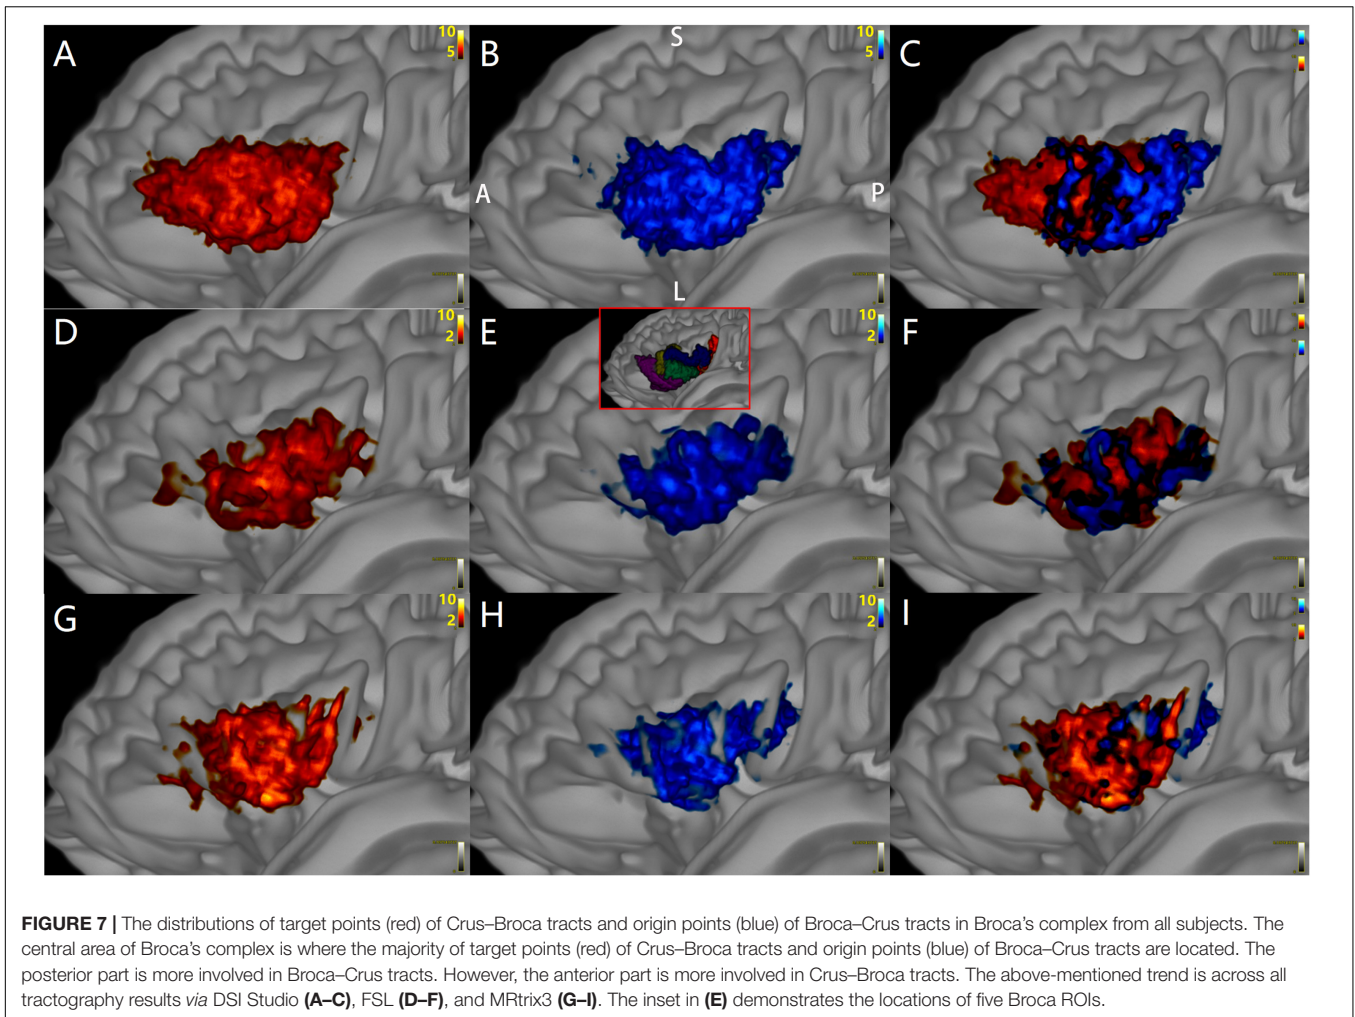 A
10
5
B
S
10
5
C
A
P
L
D
10
2
E
10
2
F
G
10
2
H
10
2
I
FIGURE 7 | The distributions of target points (red) of Crus–Broca tracts and origin points (blue) of Broca–Crus tracts in Broca's complex from all subjects. The
central area of Broca's complex is where the majority of target points (red) of Crus–Broca tracts and origin points (blue) of Broca–Crus tracts are located. The
posterior part is more involved in Broca–Crus tracts. However, the anterior part is more involved in Crus–Broca tracts. The above-mentioned trend is across all
tractography results via DSI Studio (A–C), FSL (D–F), and MRtrix3 (G–I). The inset in (E) demonstrates the locations of five Broca ROIs.